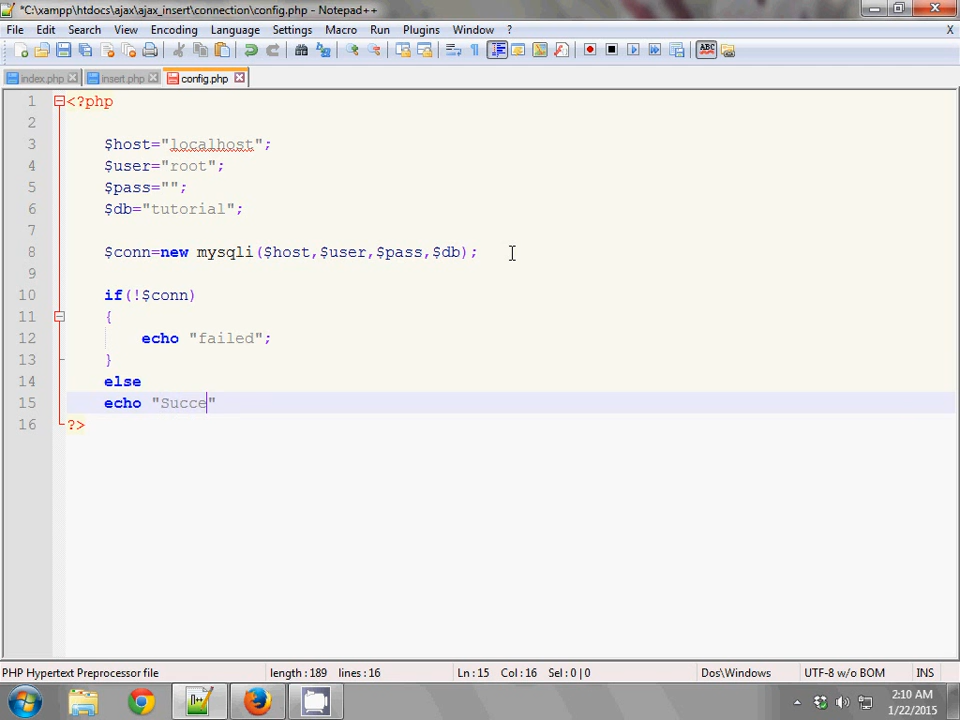 *C:\xampp\htdocs\ajax\ajax_insert\connection\config.php - Notepad++
File Edit Search View Encoding Language Settings Macro Run Plugins Window ? X
index.php insert.php config.php
1 <?php
2
3 $host="localhost";
4 $user="root";
5 $pass="";
6 $db="tutorial";
7
8 $conn=new mysqli($host,$user,$pass,$db);
9
10 if(!$conn)
11 {
12 echo "failed";
13 }
14 else
15 echo "Succe"
16 ?>
PHP Hypertext Preprocessor file length : 189 lines : 16 Ln : 15 Col : 16 Sel : 0 | 0 Dos\Windows UTF-8 w/o BOM INS
2:10 AM
1/22/2015